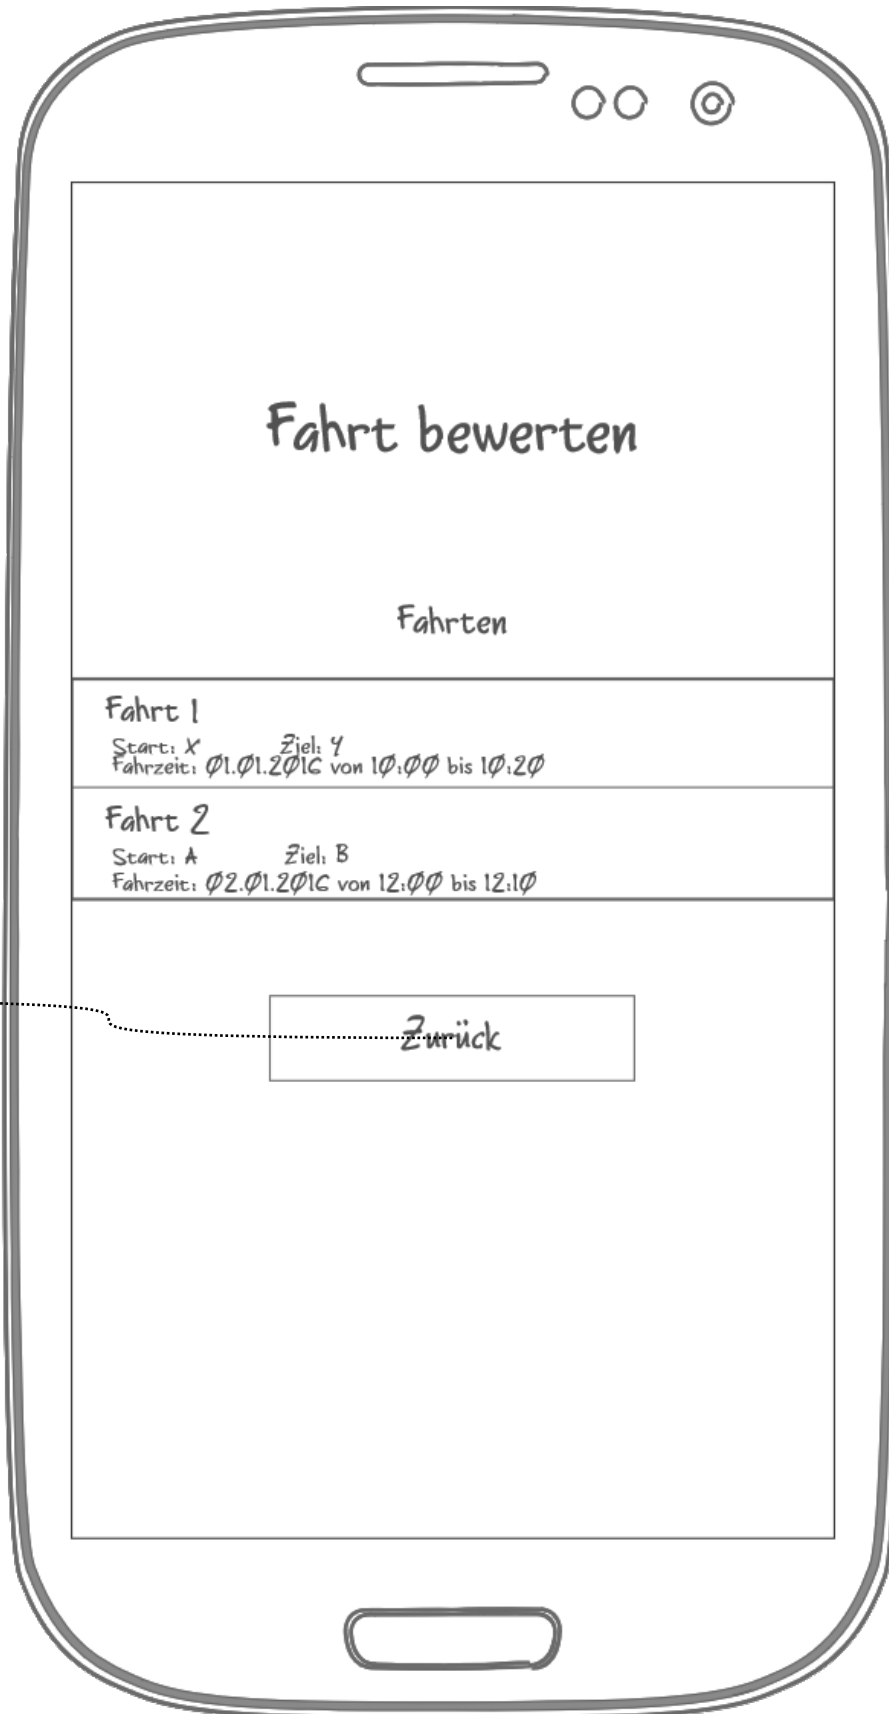 Fahrt bewerten
Fahrten
Fahrt 1
Start: X Ziel: Y
Fahrzeit: 01.01.2016 von 10:00 bis 10:20
Fahrt 2
Start: A Ziel: B
Fahrzeit: 02.01.2016 von 12:00 bis 12:10
Zurück